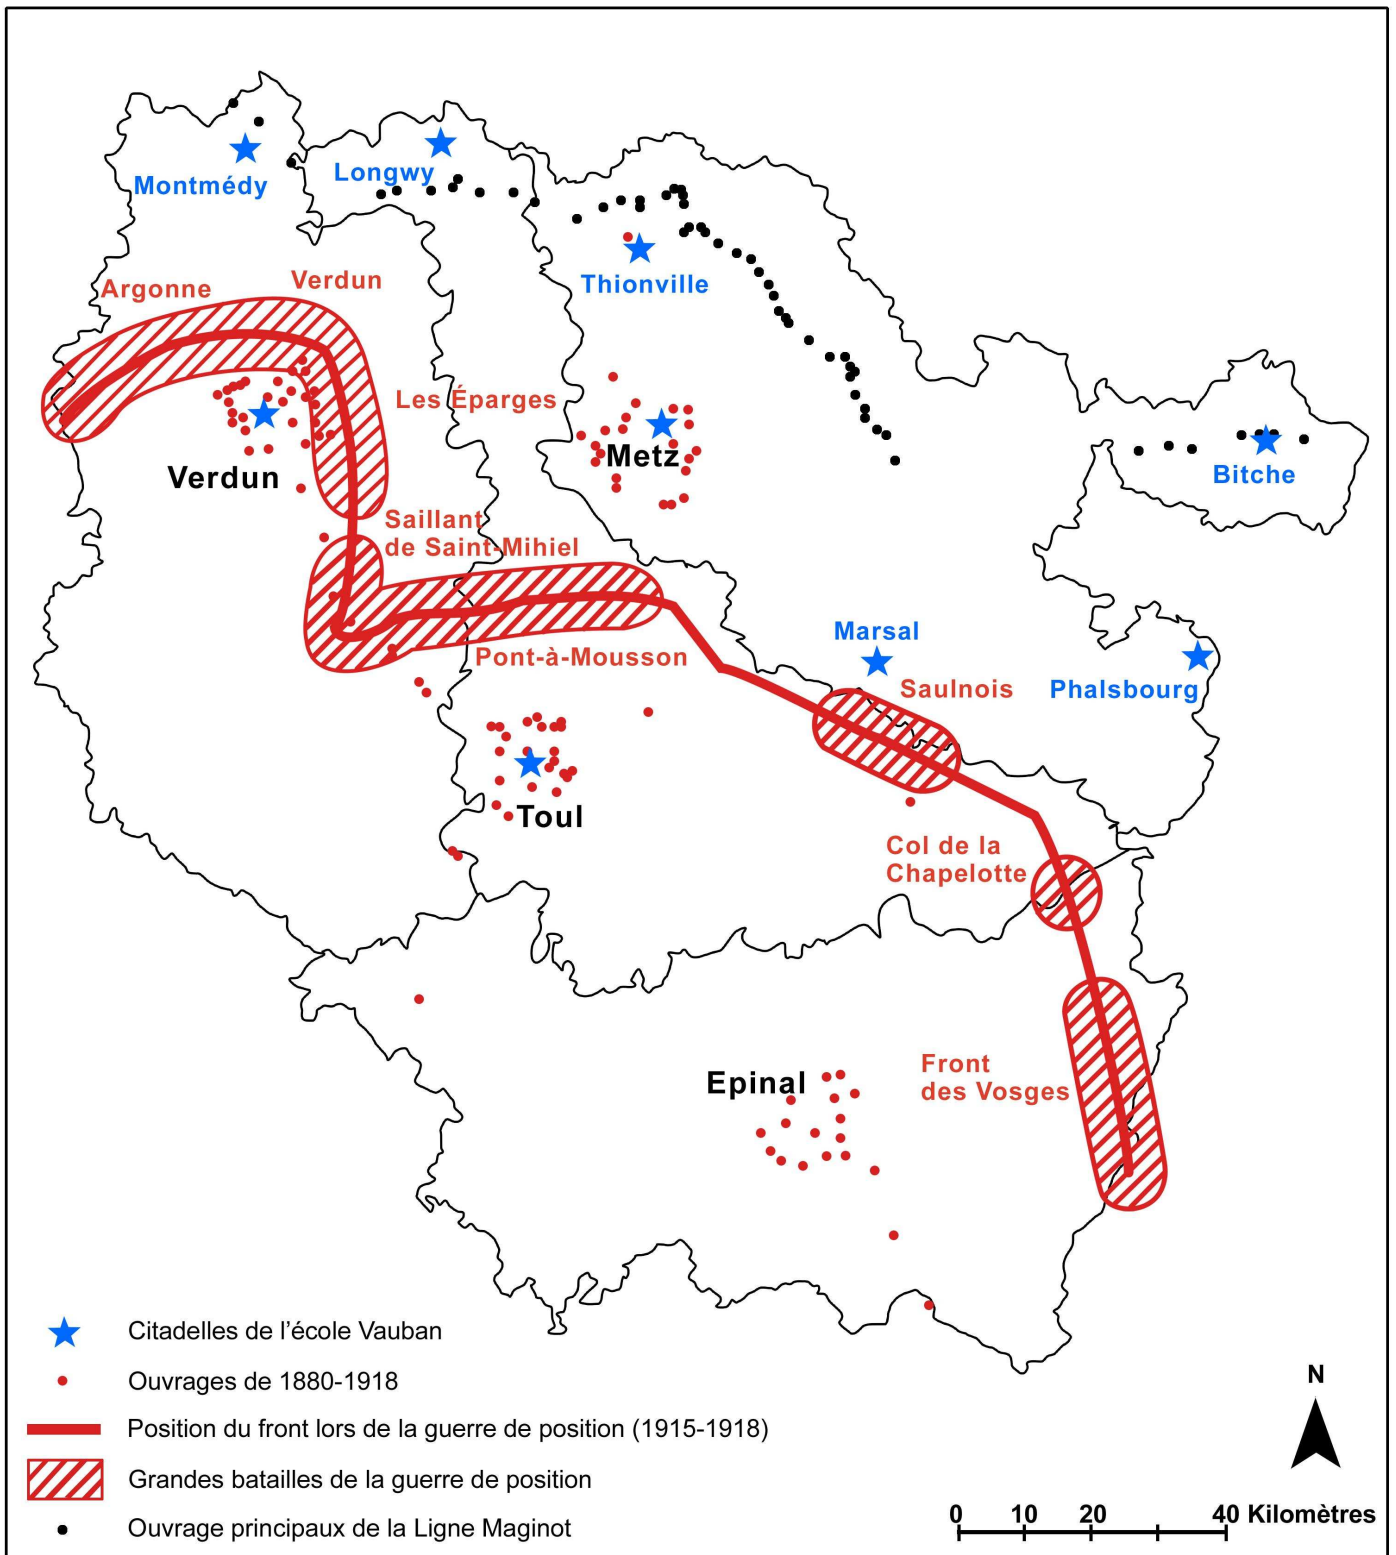 Montmédy
Longwy
Thionville
Argonne
Verdun
Les Éparges
Verdun
Metz
Bitche
Saillant
de Saint-Mihiel
Pont-à-Mousson
Marsal
Saulnois
Phalsbourg
Toul
Col de la
Chapelotte
Epinal
Front
des Vosges
Citadelles de l’école Vauban
Ouvrages de 1880-1918
Position du front lors de la guerre de position (1915-1918)
Grandes batailles de la guerre de position
Ouvrage principaux de la Ligne Maginot
N
0 10 20 40 Kilomètres